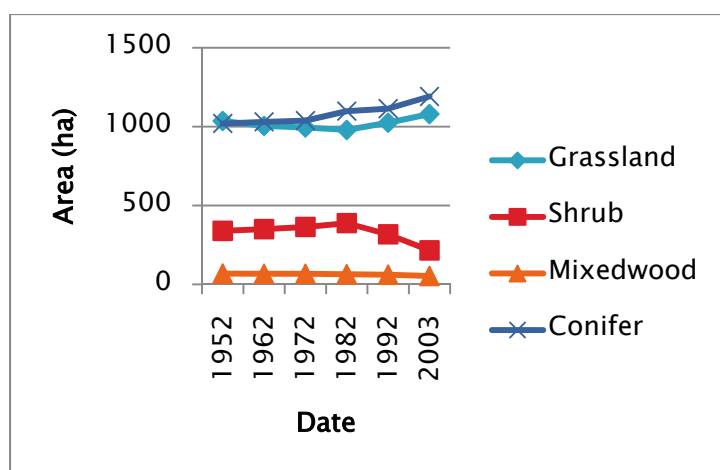 1500
1000
500
0
Area (ha)
1952
1962
1972
1982
1992
2003
Date
Grassland
Shrub
Mixedwood
Conifer